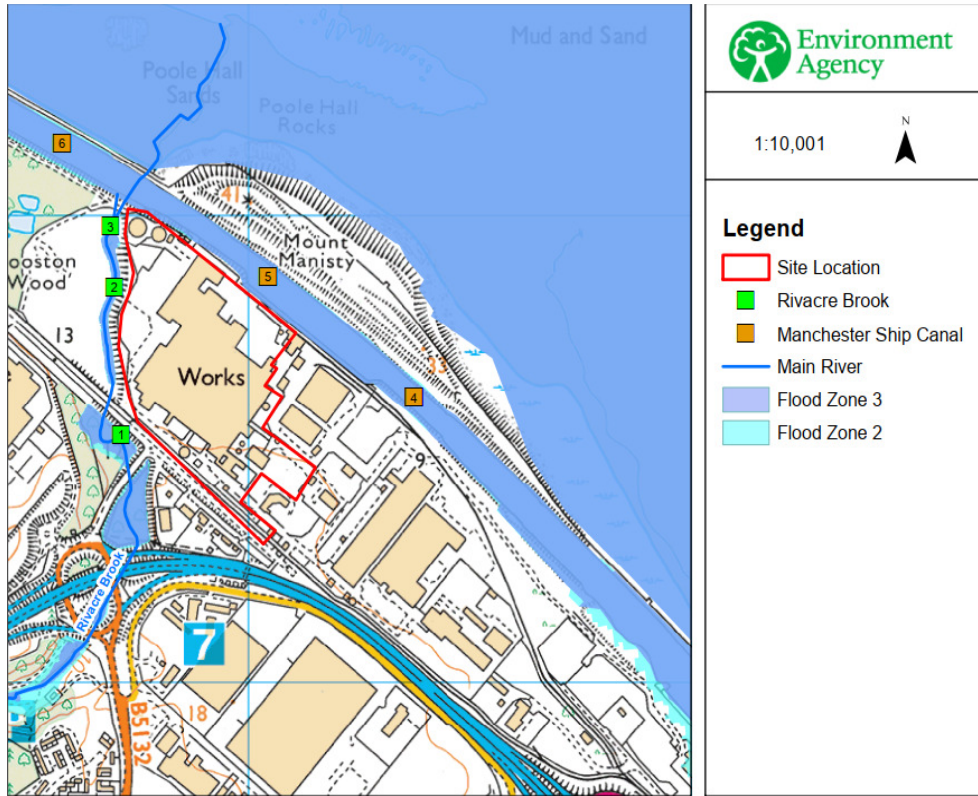 Mud and Sand
Poole Hall
Sands
Poole Hall
Rocks
6
41
3
Mount
Manisty
5
ooston
Wood
2
13
33
Works
4
1
9
Rivacre Brook
7
B5132
18
Environment
Agency
1:10,001
N
Legend
Site Location
Rivacre Brook
Manchester Ship Canal
Main River
Flood Zone 3
Flood Zone 2